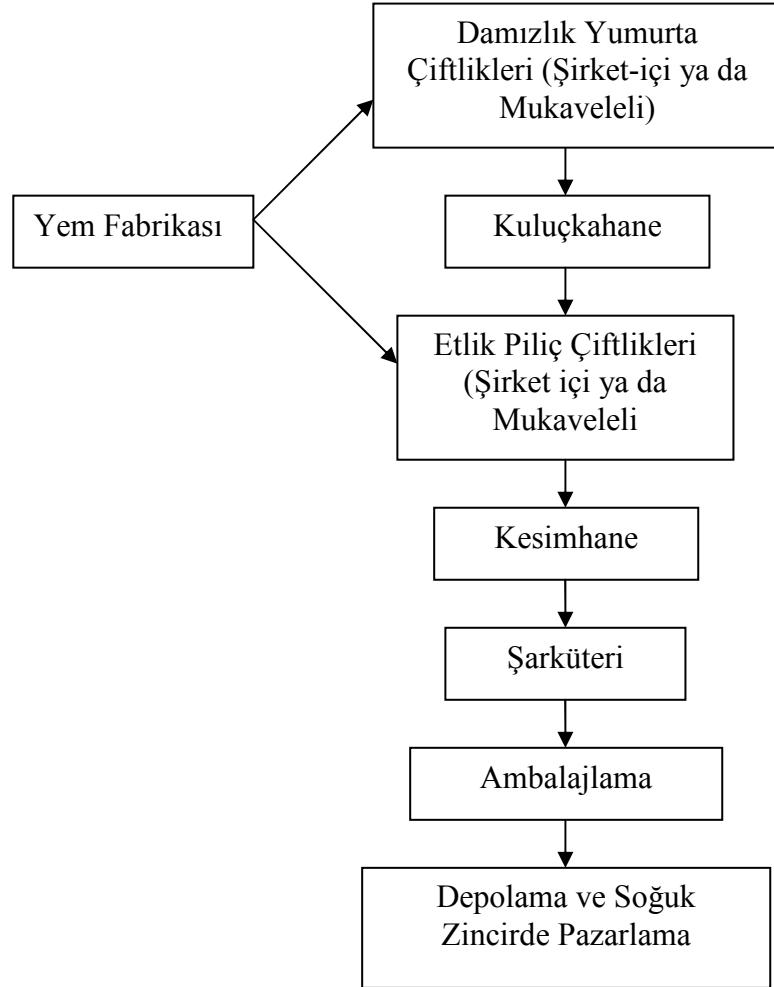 Damızlık Yumurta
Çiftlikleri (Şirket-içi ya da
Mukaveleli)
Yem Fabrikası
Kuluçkahane
Etlik Piliç Çiftlikleri
(Şirket içi ya da
Mukaveleli
Kesimhane
Şarküteri
Ambalajlama
Depolama ve Soğuk
Zincirde Pazarlama